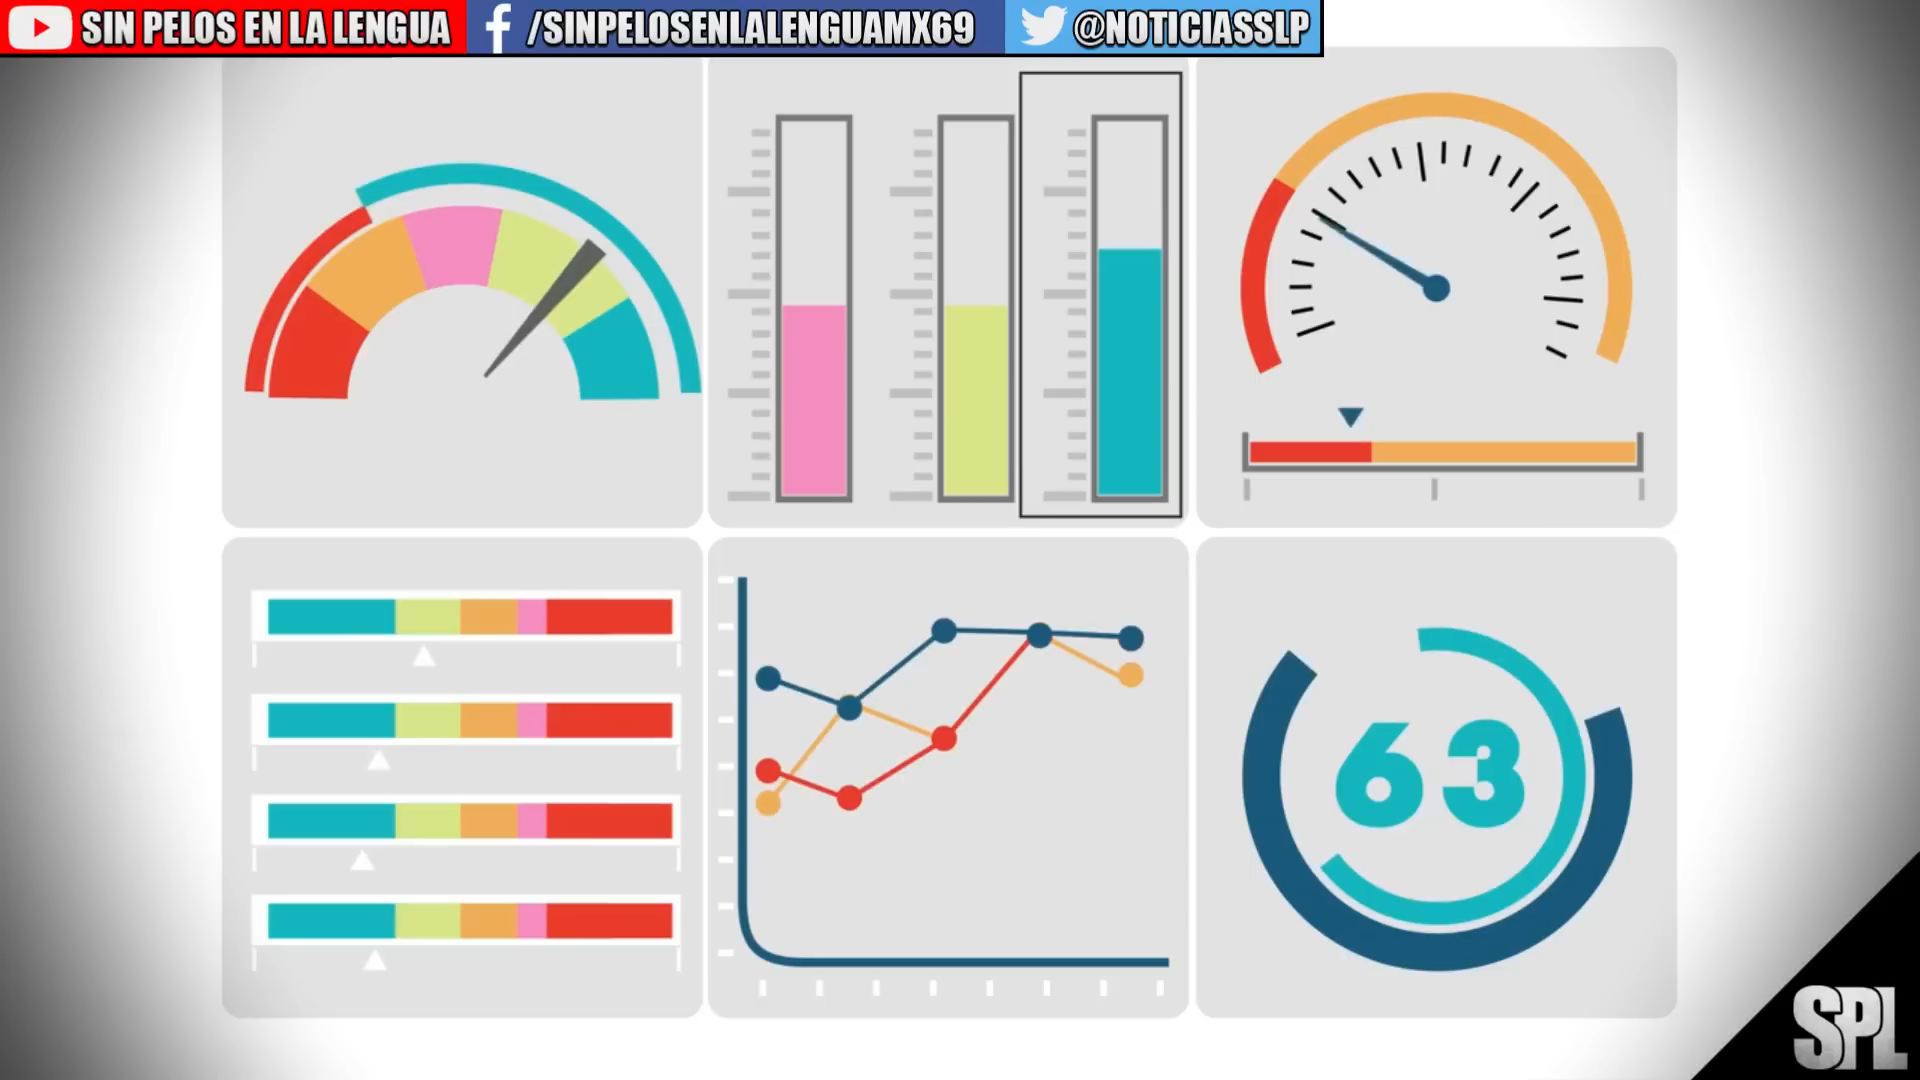 SIN PELOS EN LA LENGUA
/SINPELOSENLALENGUAMX69
@NOTICIASSLP
63
SPL